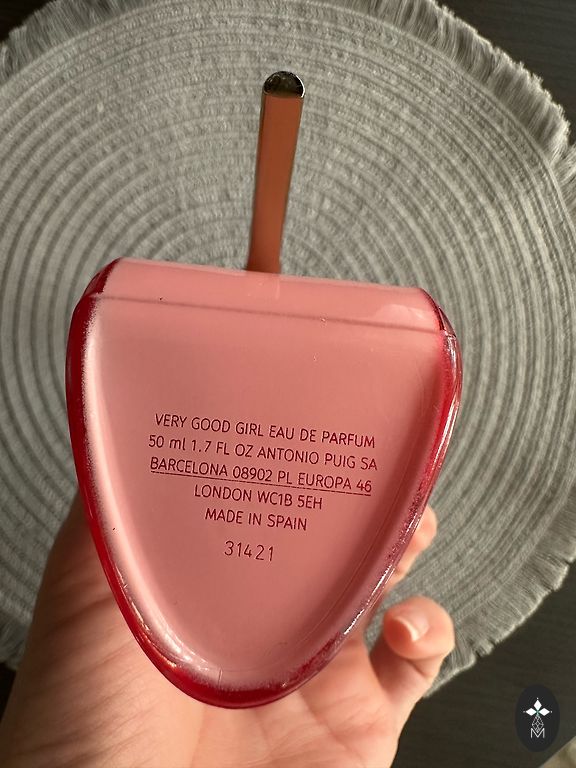 VERY GOOD GIRL EAU DE PARFUM
50 ml 1.7 FL OZ ANTONIO PUIG SA
BARCELONA 08902 PL EUROPA 46
LONDON WC1B 5EH
MADE IN SPAIN
31421
M